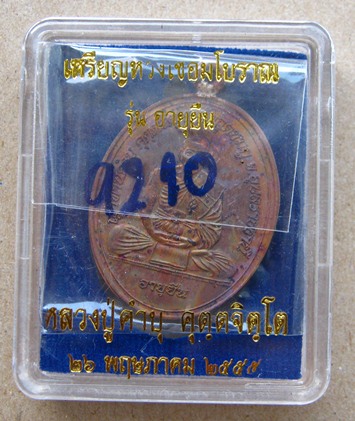 เหรียญห่วงเชื่อมโบราณ
รุ่น อายุยืน
9240
อายุยืน
หลวงปู่คำบุ คุตฺตจิตฺโต
๒๖ พฤษภาคม ๒๕๕๙